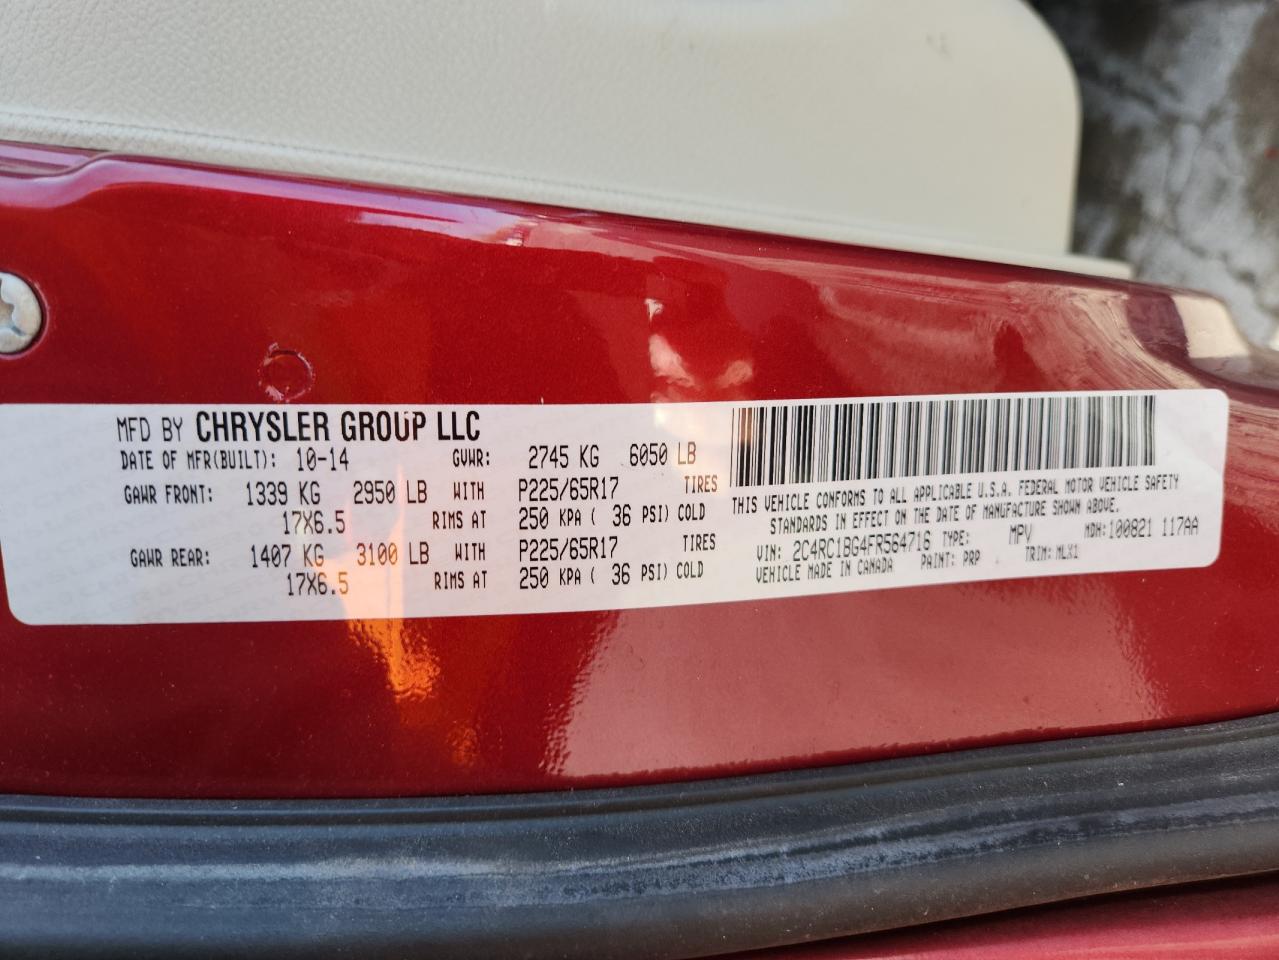 MFD BY CHRYSLER GROUP LLC
DATE OF MFR(BUILT): 10-14 GVWR: 2745 KG 6050 LB
GAWR FRONT: 1339 KG 2950 LB WITH P225/65R17 TIRES
17X6.5 RIMS AT 250 KPA ( 36 PSI) COLD
GAWR REAR: 1407 KG 3100 LB WITH P225/65R17 TIRES
17X6.5 RIMS AT 250 KPA ( 36 PSI) COLD
THIS VEHICLE CONFORMS TO ALL APPLICABLE U.S.A. FEDERAL MOTOR VEHICLE SAFETY
STANDARDS IN EFFECT ON THE DATE OF MANUFACTURE SHOWN ABOVE.
VIN: 2C4RC1BG4FR564716 TYPE: MPV MDH:100821 117AA
VEHICLE MADE IN CANADA PAINT: PRP TRIM: MLX1